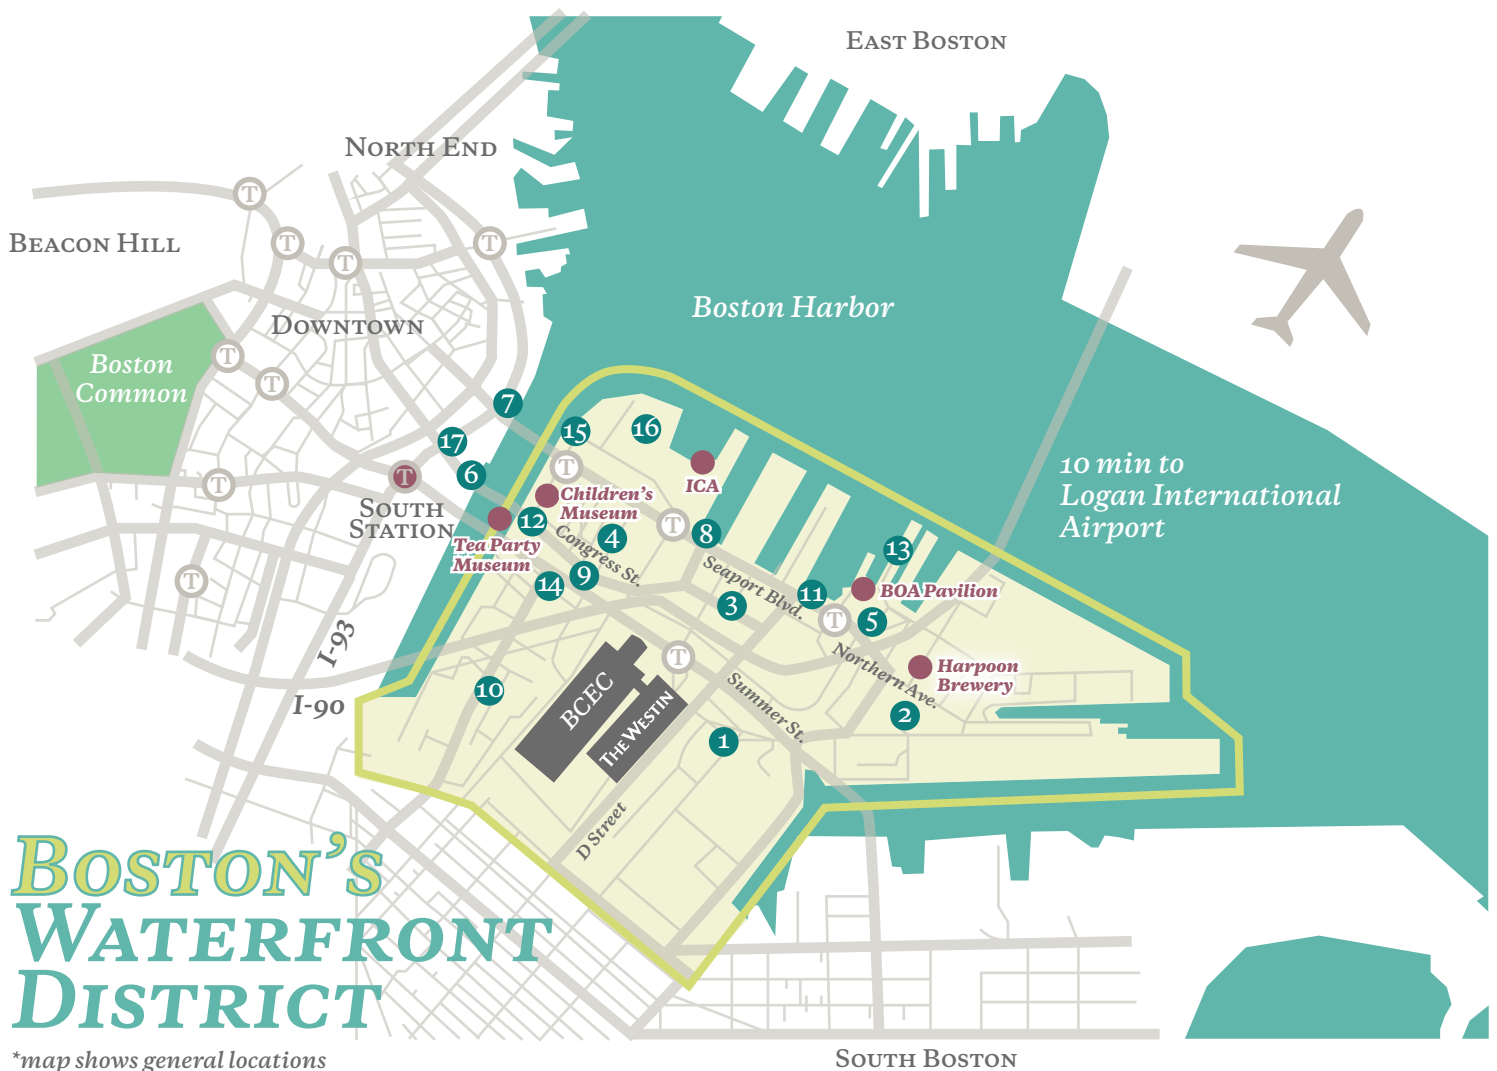 East Boston
North End
T
Beacon Hill
T
T
T
Boston Harbor
Downtown
Boston
Common
T
T
7
15
16
17
6
T
T
T
ICA
Children's
Museum
South
Station
12
Tea Party
Museum
4
T
8
13
10 min to
Logan International
Airport
Congress St.
Seaport Blvd.
T
14
9
3
11
BOA Pavilion
T
5
I-93
Northern Ave.
Harpoon
Brewery
T
10
I-90
BCEC
The Westin
Summer St.
2
1
D Street
Boston's
Waterfront
District
*map shows general locations
South Boston